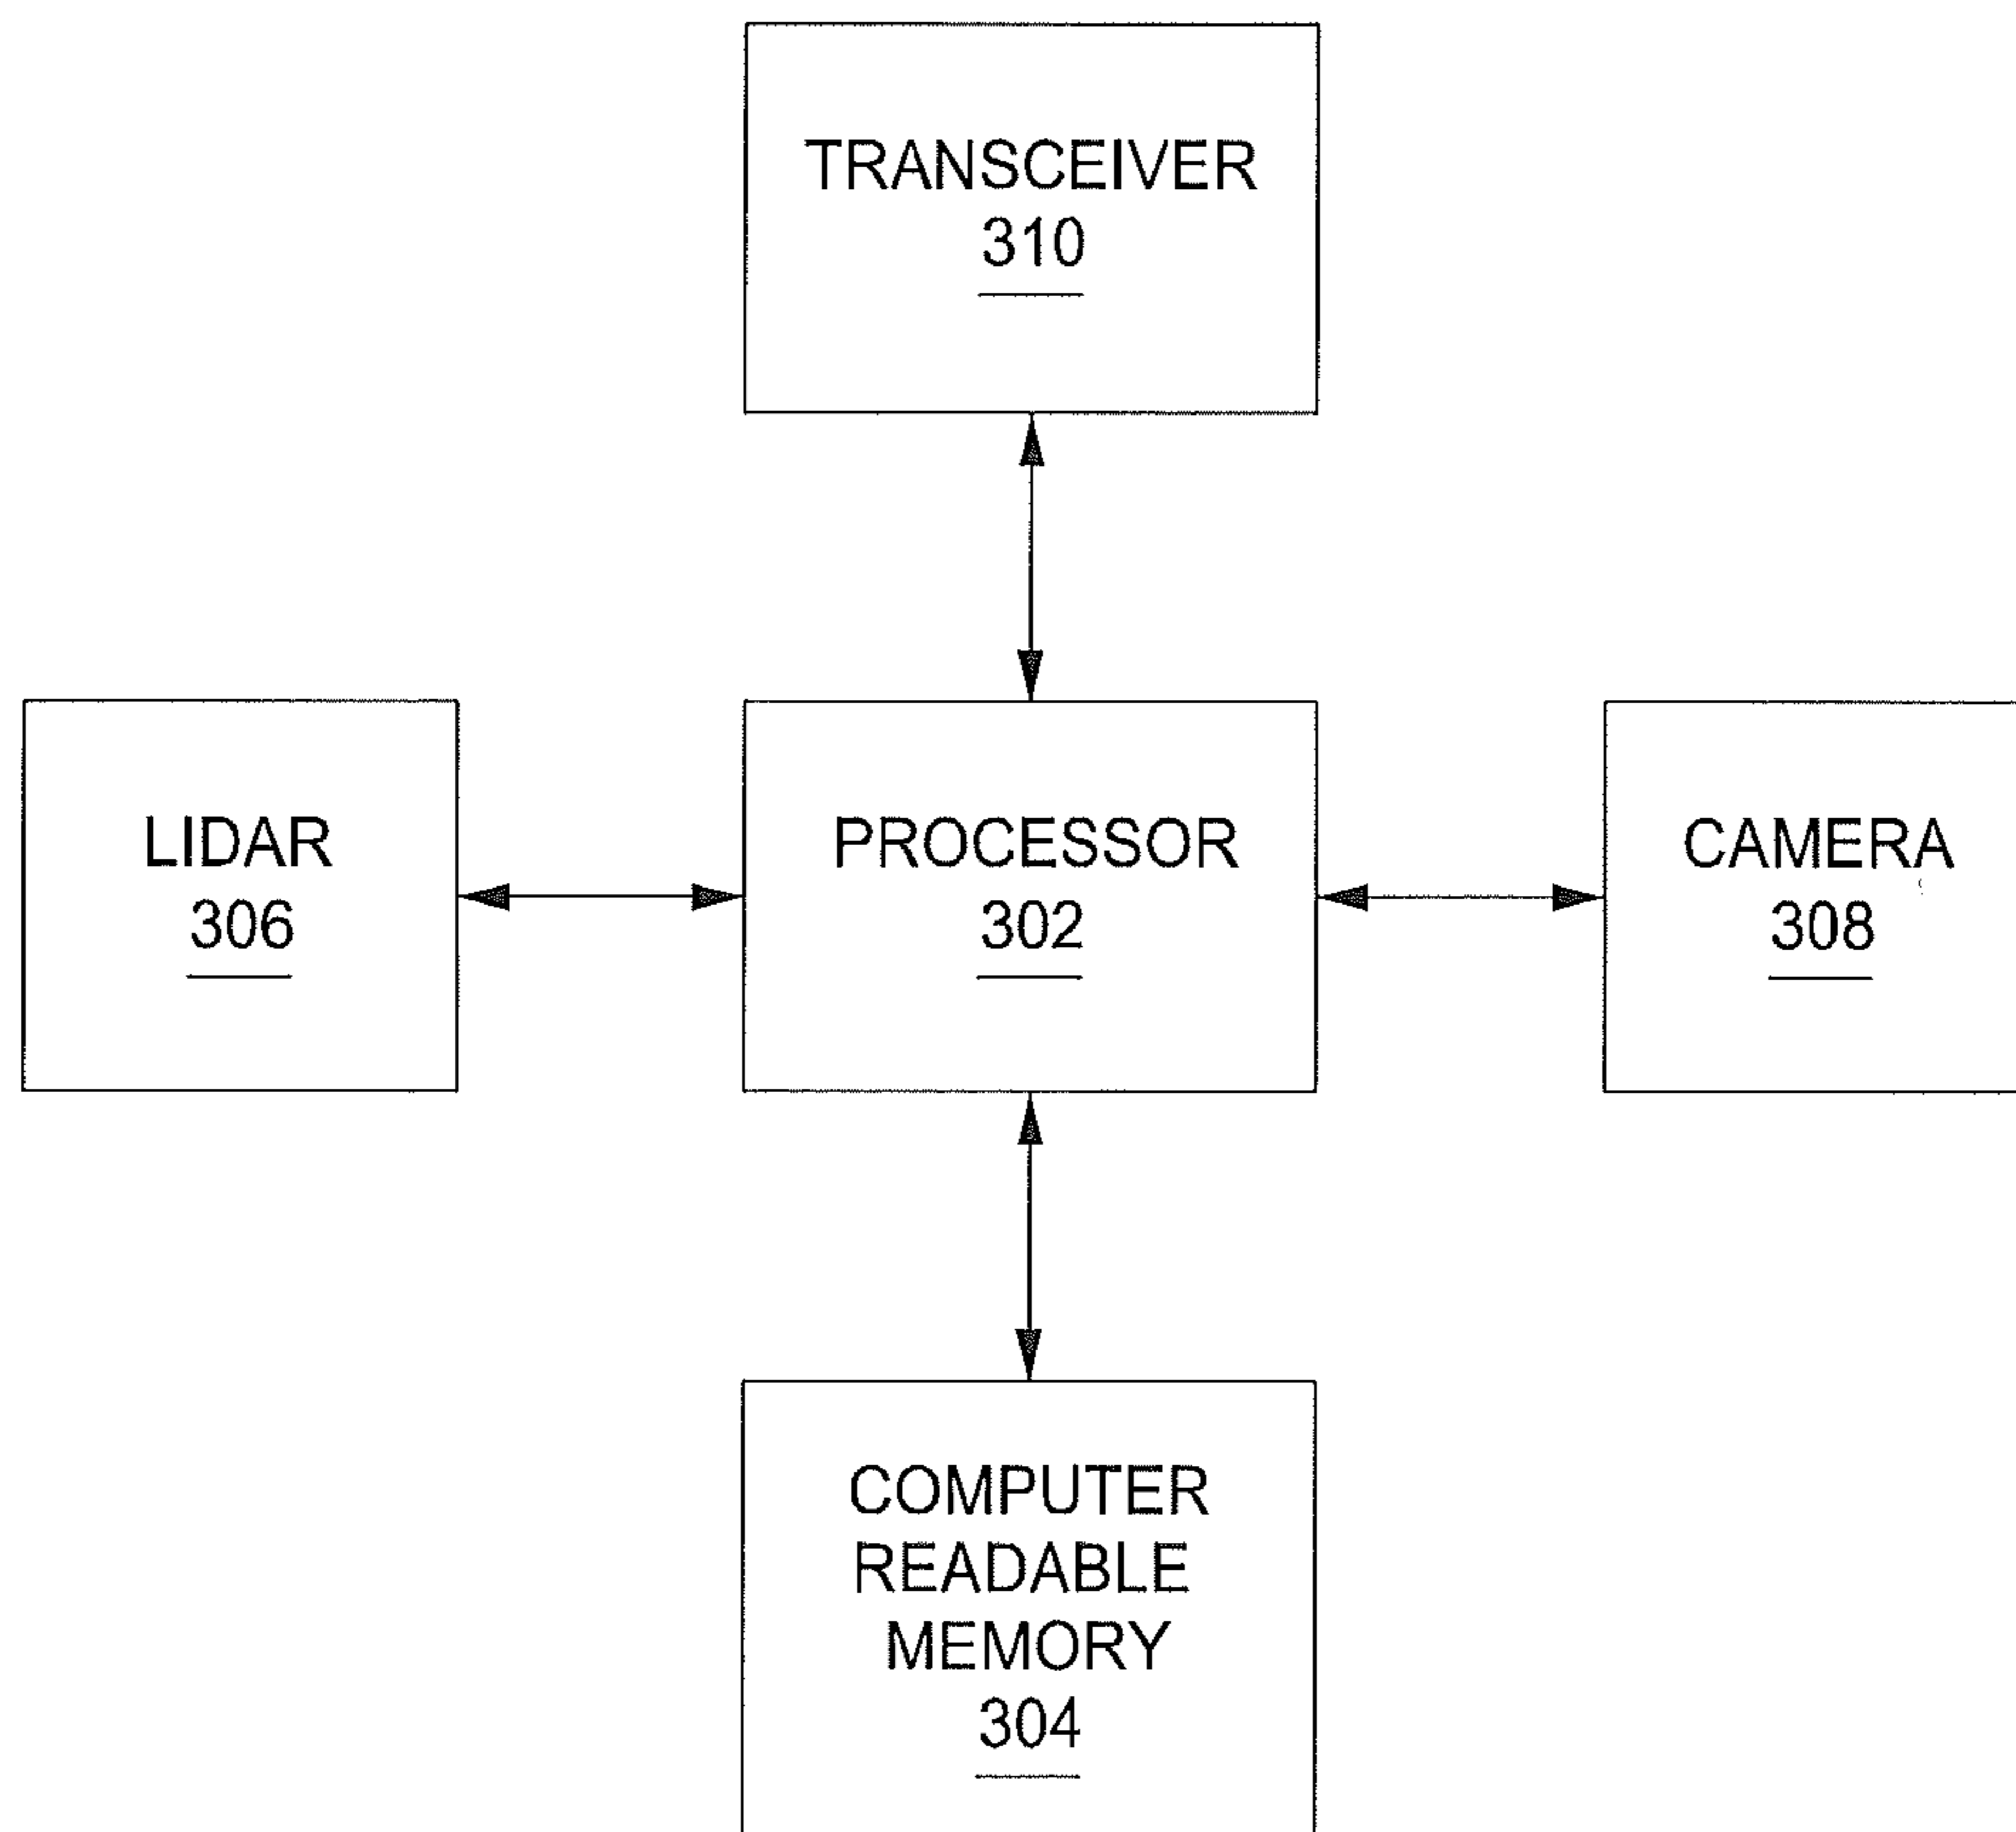 TRANSCEIVER
310
LIDAR
306
PROCESSOR
302
CAMERA
308
COMPUTER
READABLE
MEMORY
304